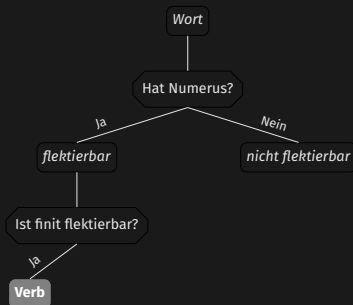 Wort
Hat Numerus?
Ja
Nein
flektierbar
nicht flektierbar
Ist finit flektierbar?
Ja
Verb